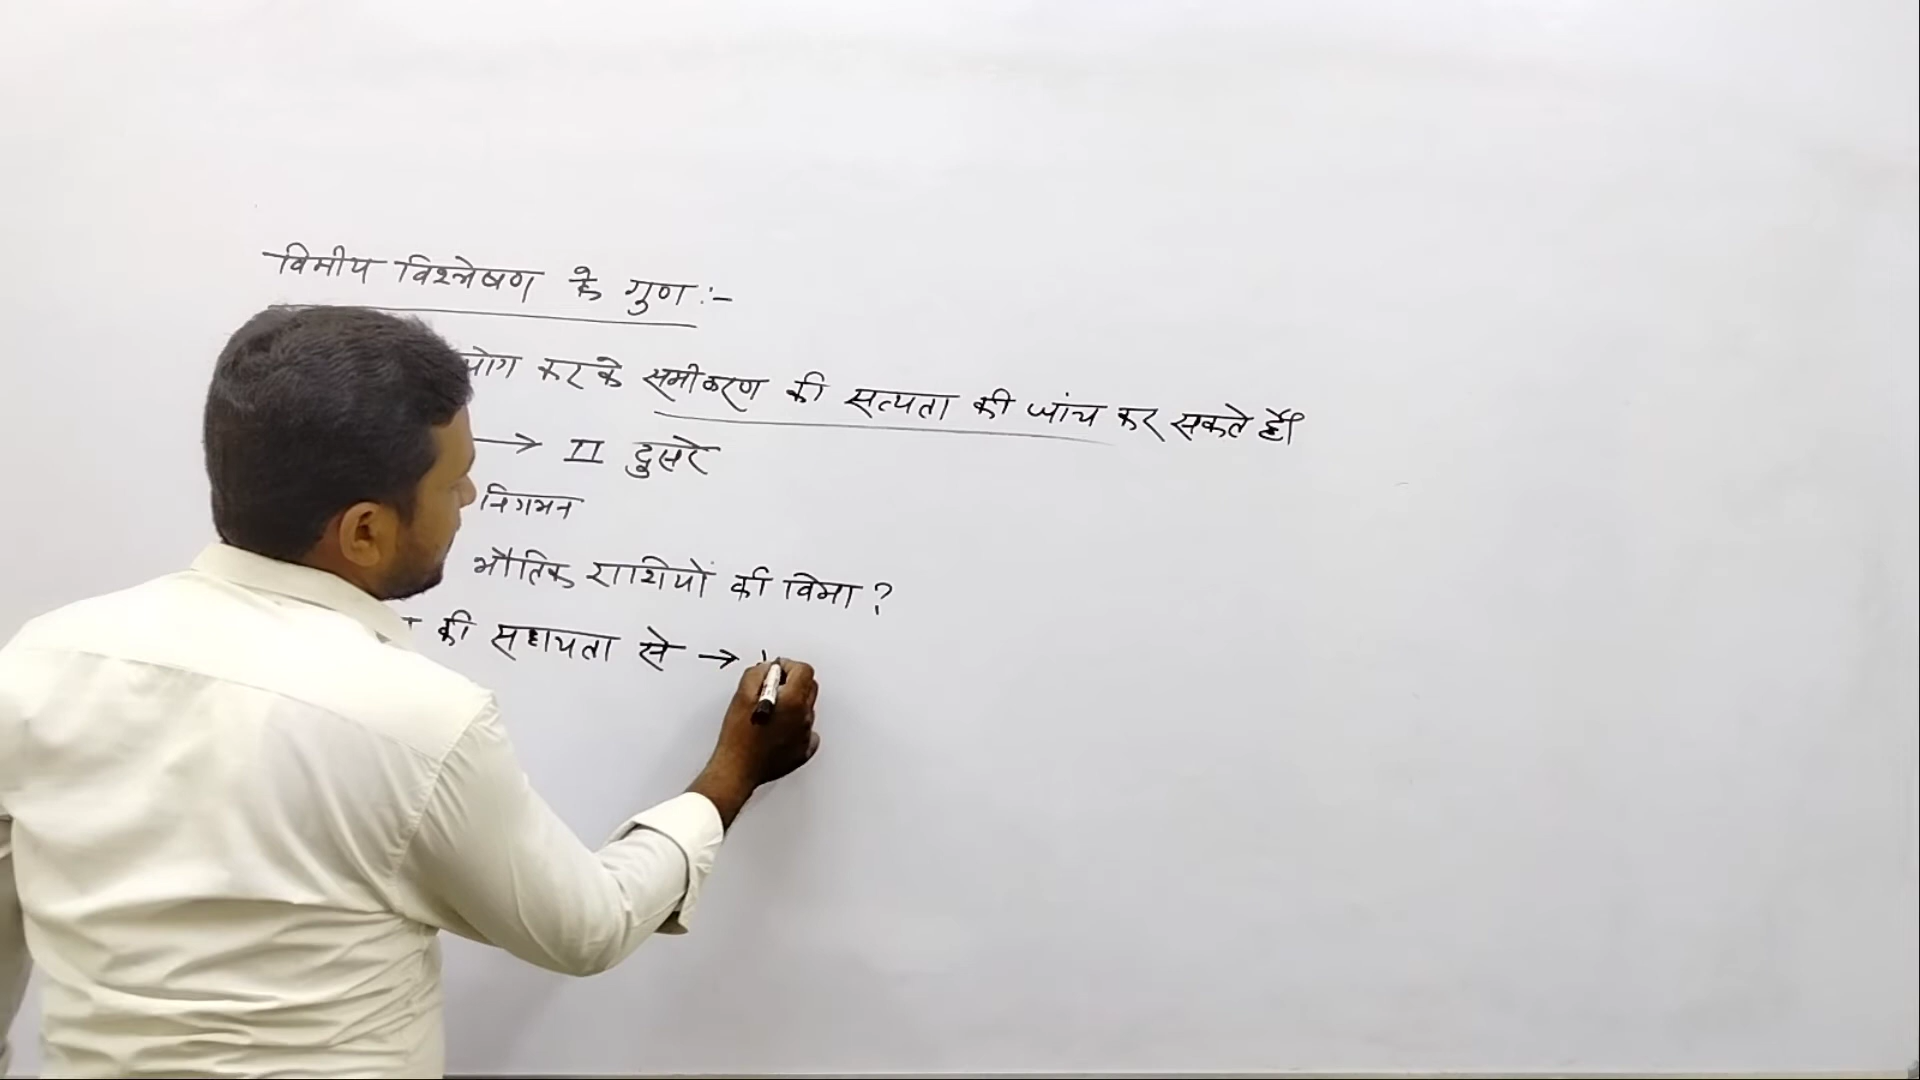 विमीय विश्लेषण के गुण :-
करके समीकरण की सत्यता की जांच कर सकते हैं।
→ II दुसरे
निगमन
भौतिक राशियों की विमा ?
की सहायता से →